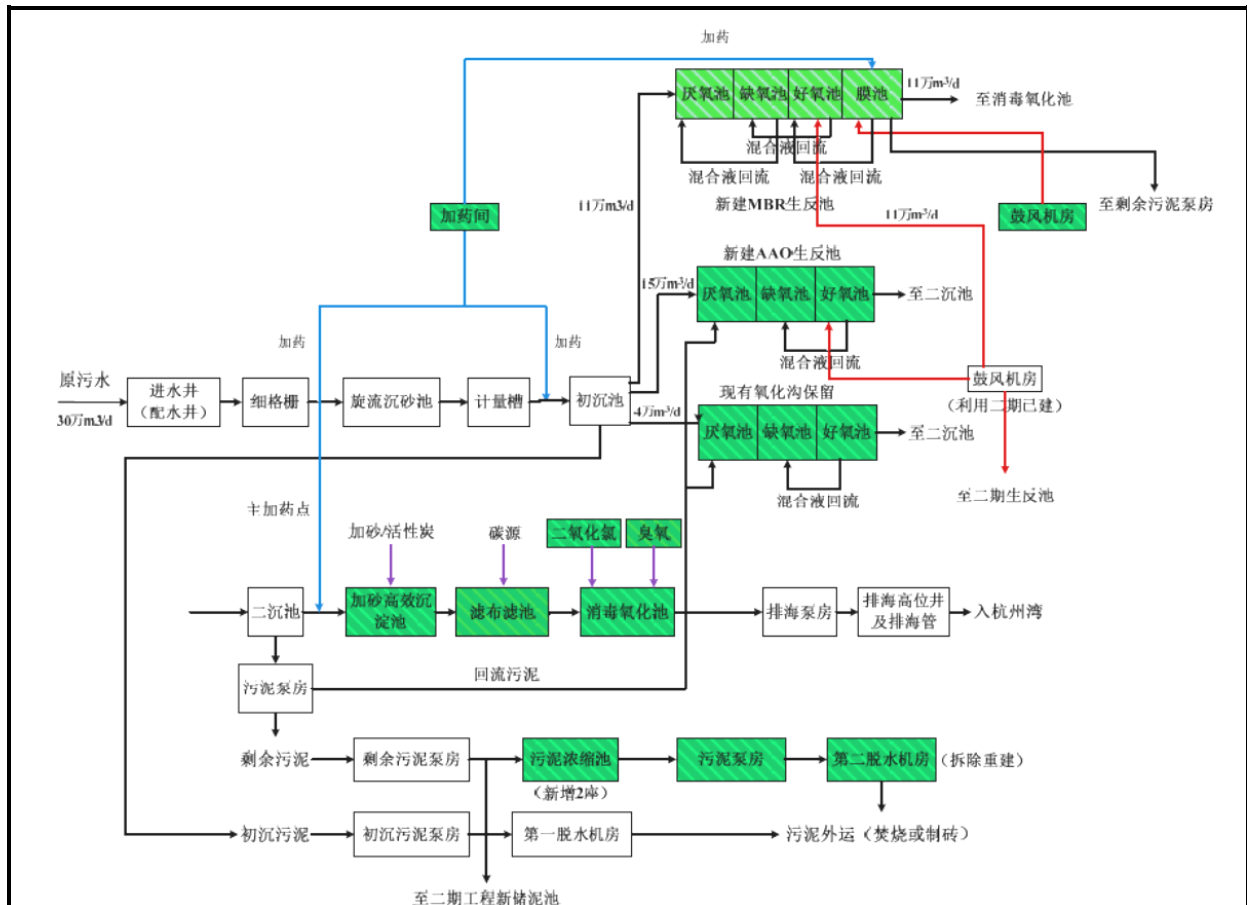 加药
厌氧池
缺氧池
好氧池
膜池
11万m³/d
至消毒氧化池
混合液回流
混合液回流
混合液回流
新建MBR生反池
11万m3/d
加药间
11万m³/d
鼓风机房
至剩余污泥泵房
新建AAO生反池
15万m³/d
厌氧池
缺氧池
好氧池
至二沉池
混合液回流
加药
加药
鼓风机房
(利用二期已建)
原污水
30万m3/d
进水井
（配水井）
细格栅
旋流沉砂池
计量槽
初沉池
4万m³/d
现有氧化沟保留
厌氧池
缺氧池
好氧池
至二沉池
混合液回流
至二期生反池
主加药点
加砂/活性炭
碳源
二氧化氯
臭氧
二沉池
加砂高效沉
淀池
滤布滤池
消毒氧化池
排海泵房
排海高位井
及排海管
入杭州湾
污泥泵房
回流污泥
剩余污泥
剩余污泥泵房
污泥浓缩池
（新增2座）
污泥泵房
第二脱水机房
(拆除重建)
初沉污泥
初沉污泥泵房
第一脱水机房
污泥外运（焚烧或制砖）
至二期工程新储泥池